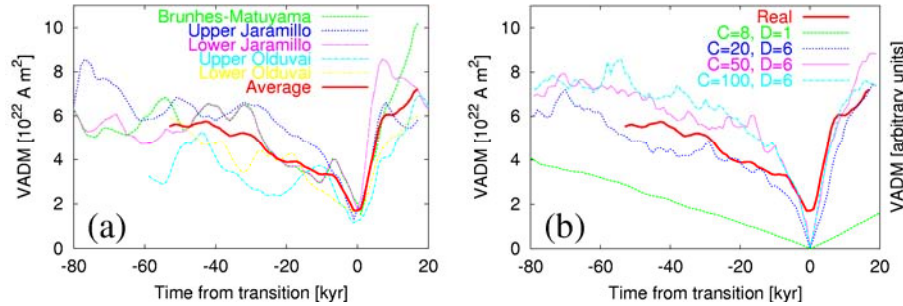 Brunhes-Matuyama
Upper Jaramillo
Lower Jaramillo
Upper Olduvai
Lower Olduvai
Average
VADM [10²² A m²]
10
8
6
4
2
0
(a)
-80 -60 -40 -20 0 20
Time from transition [kyr]
Real
C=8, D=1
C=20, D=6
C=50, D=6
C=100, D=6
VADM [10²² A m²]
10
8
6
4
2
0
(b)
-80 -60 -40 -20 0 20
Time from transition [kyr]
VADM [arbitrary units]